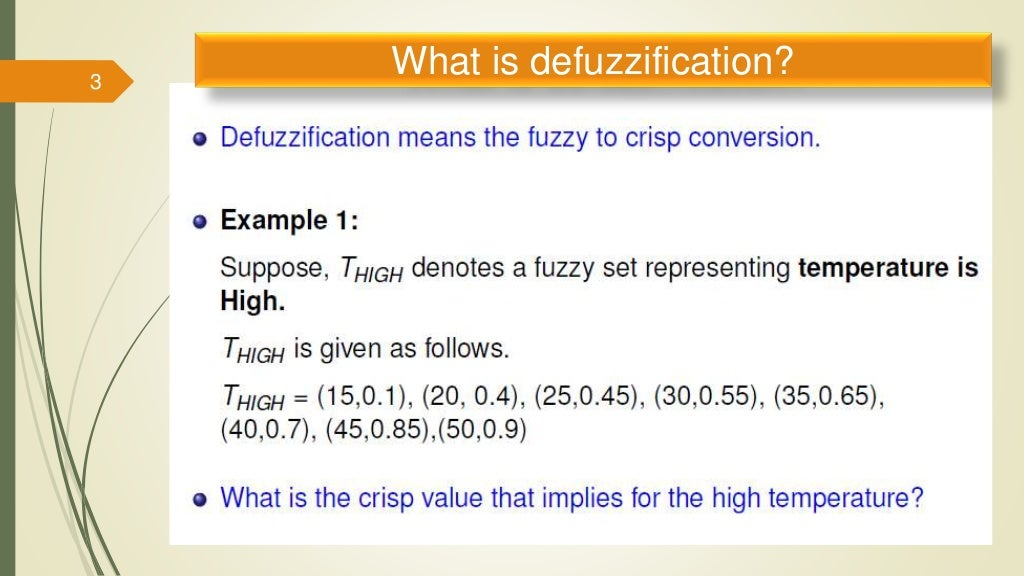 What is defuzzification?
3
Defuzzification means the fuzzy to crisp conversion.
Example 1:
Suppose, T_HIGH denotes a fuzzy set representing temperature is
High.
T_HIGH is given as follows.
T_HIGH = (15,0.1), (20, 0.4), (25,0.45), (30,0.55), (35,0.65),
(40,0.7), (45,0.85),(50,0.9)
What is the crisp value that implies for the high temperature?